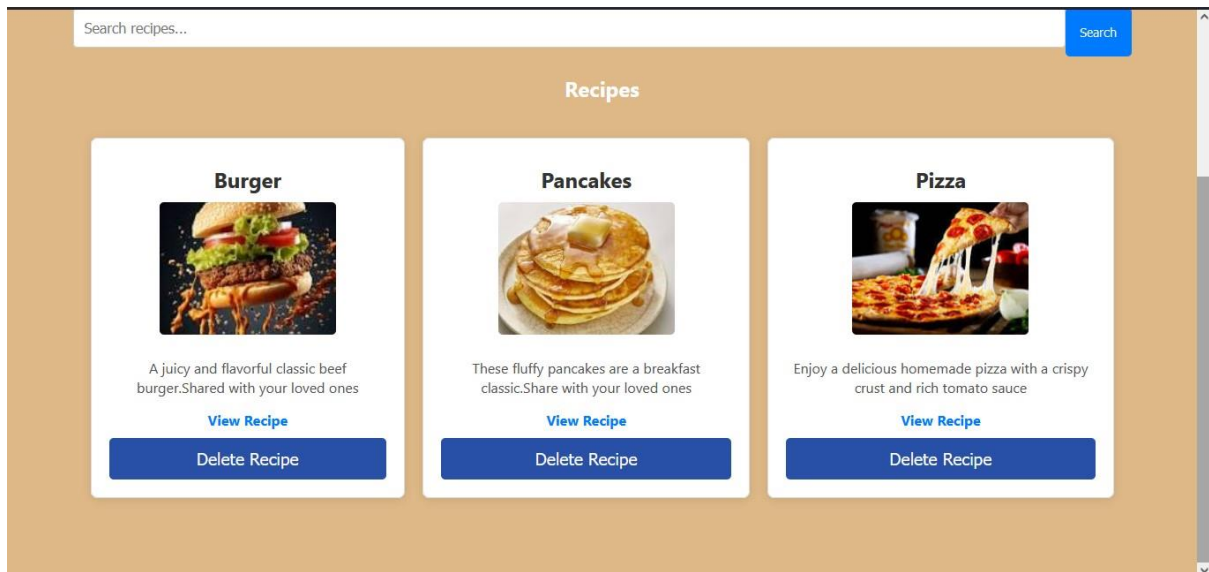 Search recipes...
Search
Recipes
Burger
Pancakes
Pizza
A juicy and flavorful classic beef
burger.Shared with your loved ones
These fluffy pancakes are a breakfast
classic.Share with your loved ones
Enjoy a delicious homemade pizza with a crispy
crust and rich tomato sauce
View Recipe
View Recipe
View Recipe
Delete Recipe
Delete Recipe
Delete Recipe